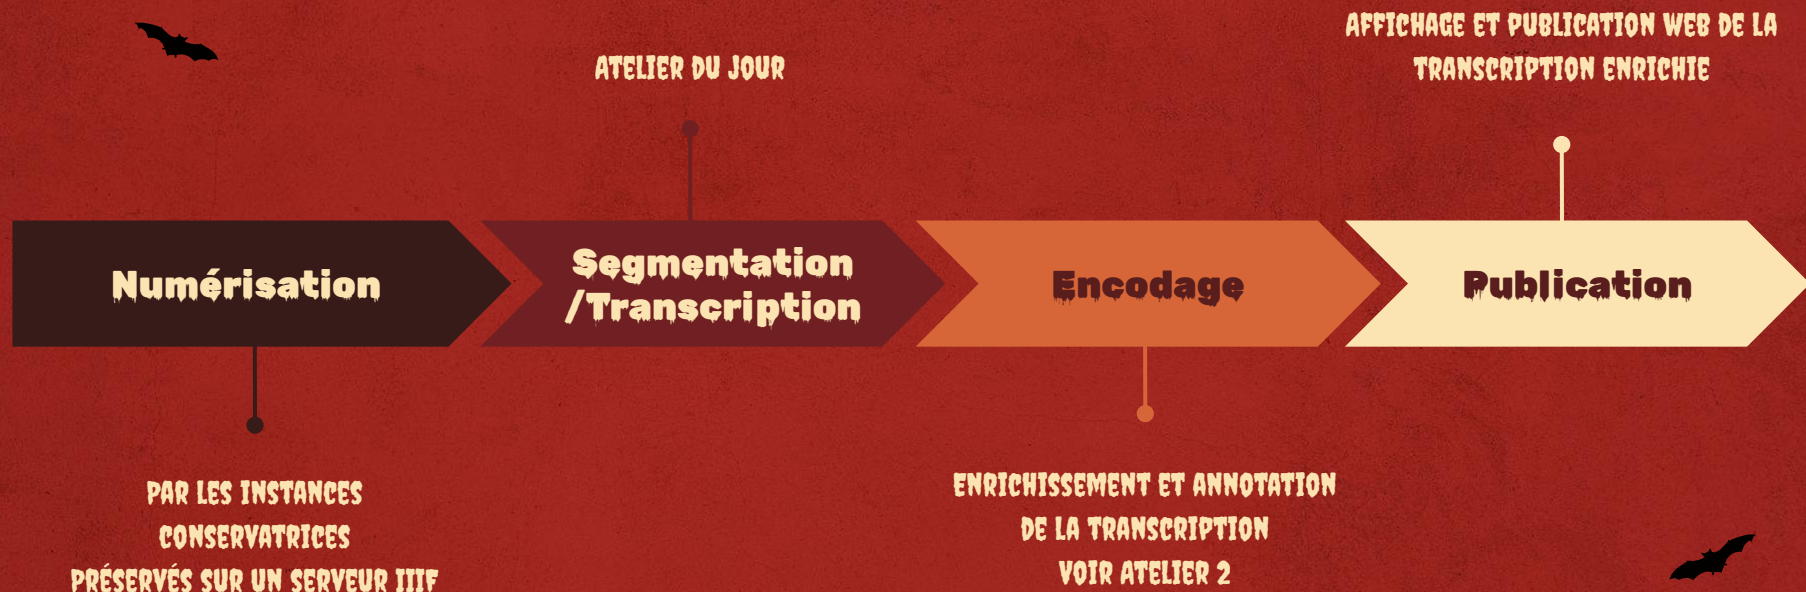 AFFICHAGE ET PUBLICATION WEB DE LA
TRANSCRIPTION ENRICHIE
ATELIER DU JOUR
Numérisation
Segmentation
/Transcription
Encodage
Publication
PAR LES INSTANCES
CONSERVATRICES
PRÉSERVÉS SUR UN SERVEUR IIIF
ENRICHISSEMENT ET ANNOTATION
DE LA TRANSCRIPTION
VOIR ATELIER 2